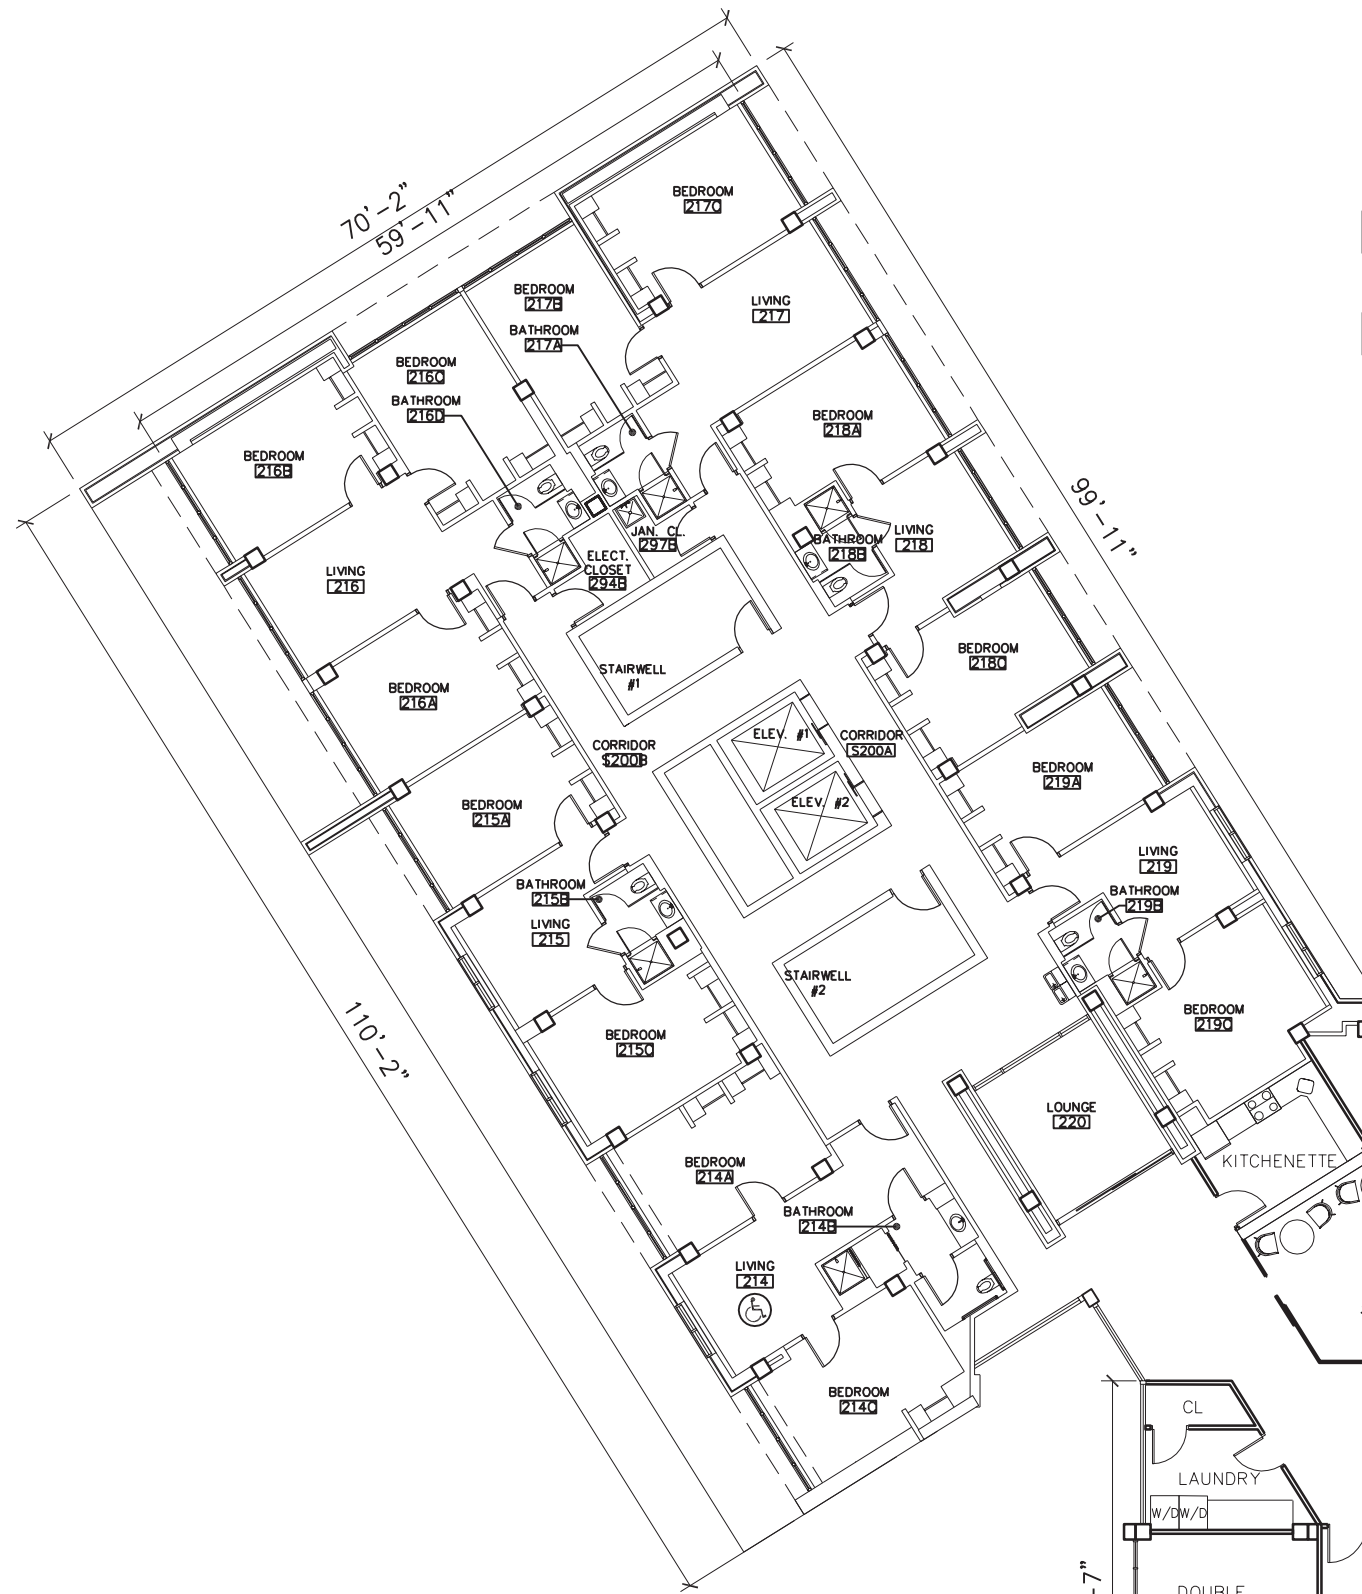 70'-2"
59'-11"
BEDROOM
217C
BEDROOM
217B
LIVING
217
BATHROOM
217A
BEDROOM
216C
BATHROOM
216D
BEDROOM
218A
BEDROOM
216B
99'-11"
JAN. CL.
297B
LIVING
218
BATHROOM
218B
ELECT.
CLOSET
294B
LIVING
216
BEDROOM
218C
STAIRWELL
#1
BEDROOM
216A
ELEV. #1
CORRIDOR
S200A
CORRIDOR
S200B
BEDROOM
219A
ELEV. #2
BEDROOM
215A
LIVING
219
BATHROOM
215B
BATHROOM
219B
LIVING
215
STAIRWELL
#2
110'-2"
BEDROOM
219C
BEDROOM
215C
LOUNGE
220
KITCHENETTE
BEDROOM
214A
BATHROOM
214B
LIVING
214
BEDROOM
214C
CL
LAUNDRY
W/D W/D
-7"
DOUBLE